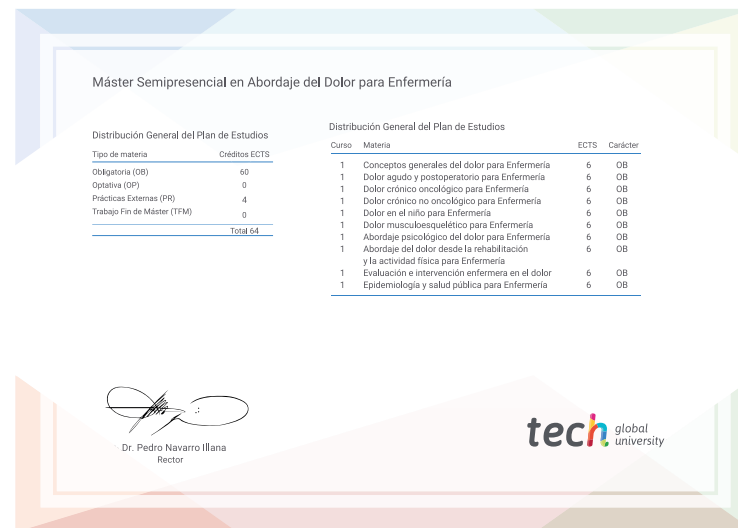 Máster Semipresencial en Abordaje del Dolor para Enfermería
Distribución General del Plan de Estudios
Tipo de materia Créditos ECTS
Obligatoria (OB) 60
Optativa (OP) 0
Prácticas Externas (PR) 4
Trabajo Fin de Máster (TFM) 0
Total 64
Distribución General del Plan de Estudios
Curso Materia ECTS Carácter
1 Conceptos generales del dolor para Enfermería 6 OB
1 Dolor agudo y postoperatorio para Enfermería 6 OB
1 Dolor crónico oncológico para Enfermería 6 OB
1 Dolor crónico no oncológico para Enfermería 6 OB
1 Dolor en el niño para Enfermería 6 OB
1 Dolor musculoesquelético para Enfermería 6 OB
1 Abordaje psicológico del dolor para Enfermería 6 OB
1 Abordaje del dolor desde la rehabilitación 6 OB
y la actividad física para Enfermería
1 Evaluación e intervención enfermera en el dolor 6 OB
1 Epidemiología y salud pública para Enfermería 6 OB
Dr. Pedro Navarro Illana
Rector
tech global
university